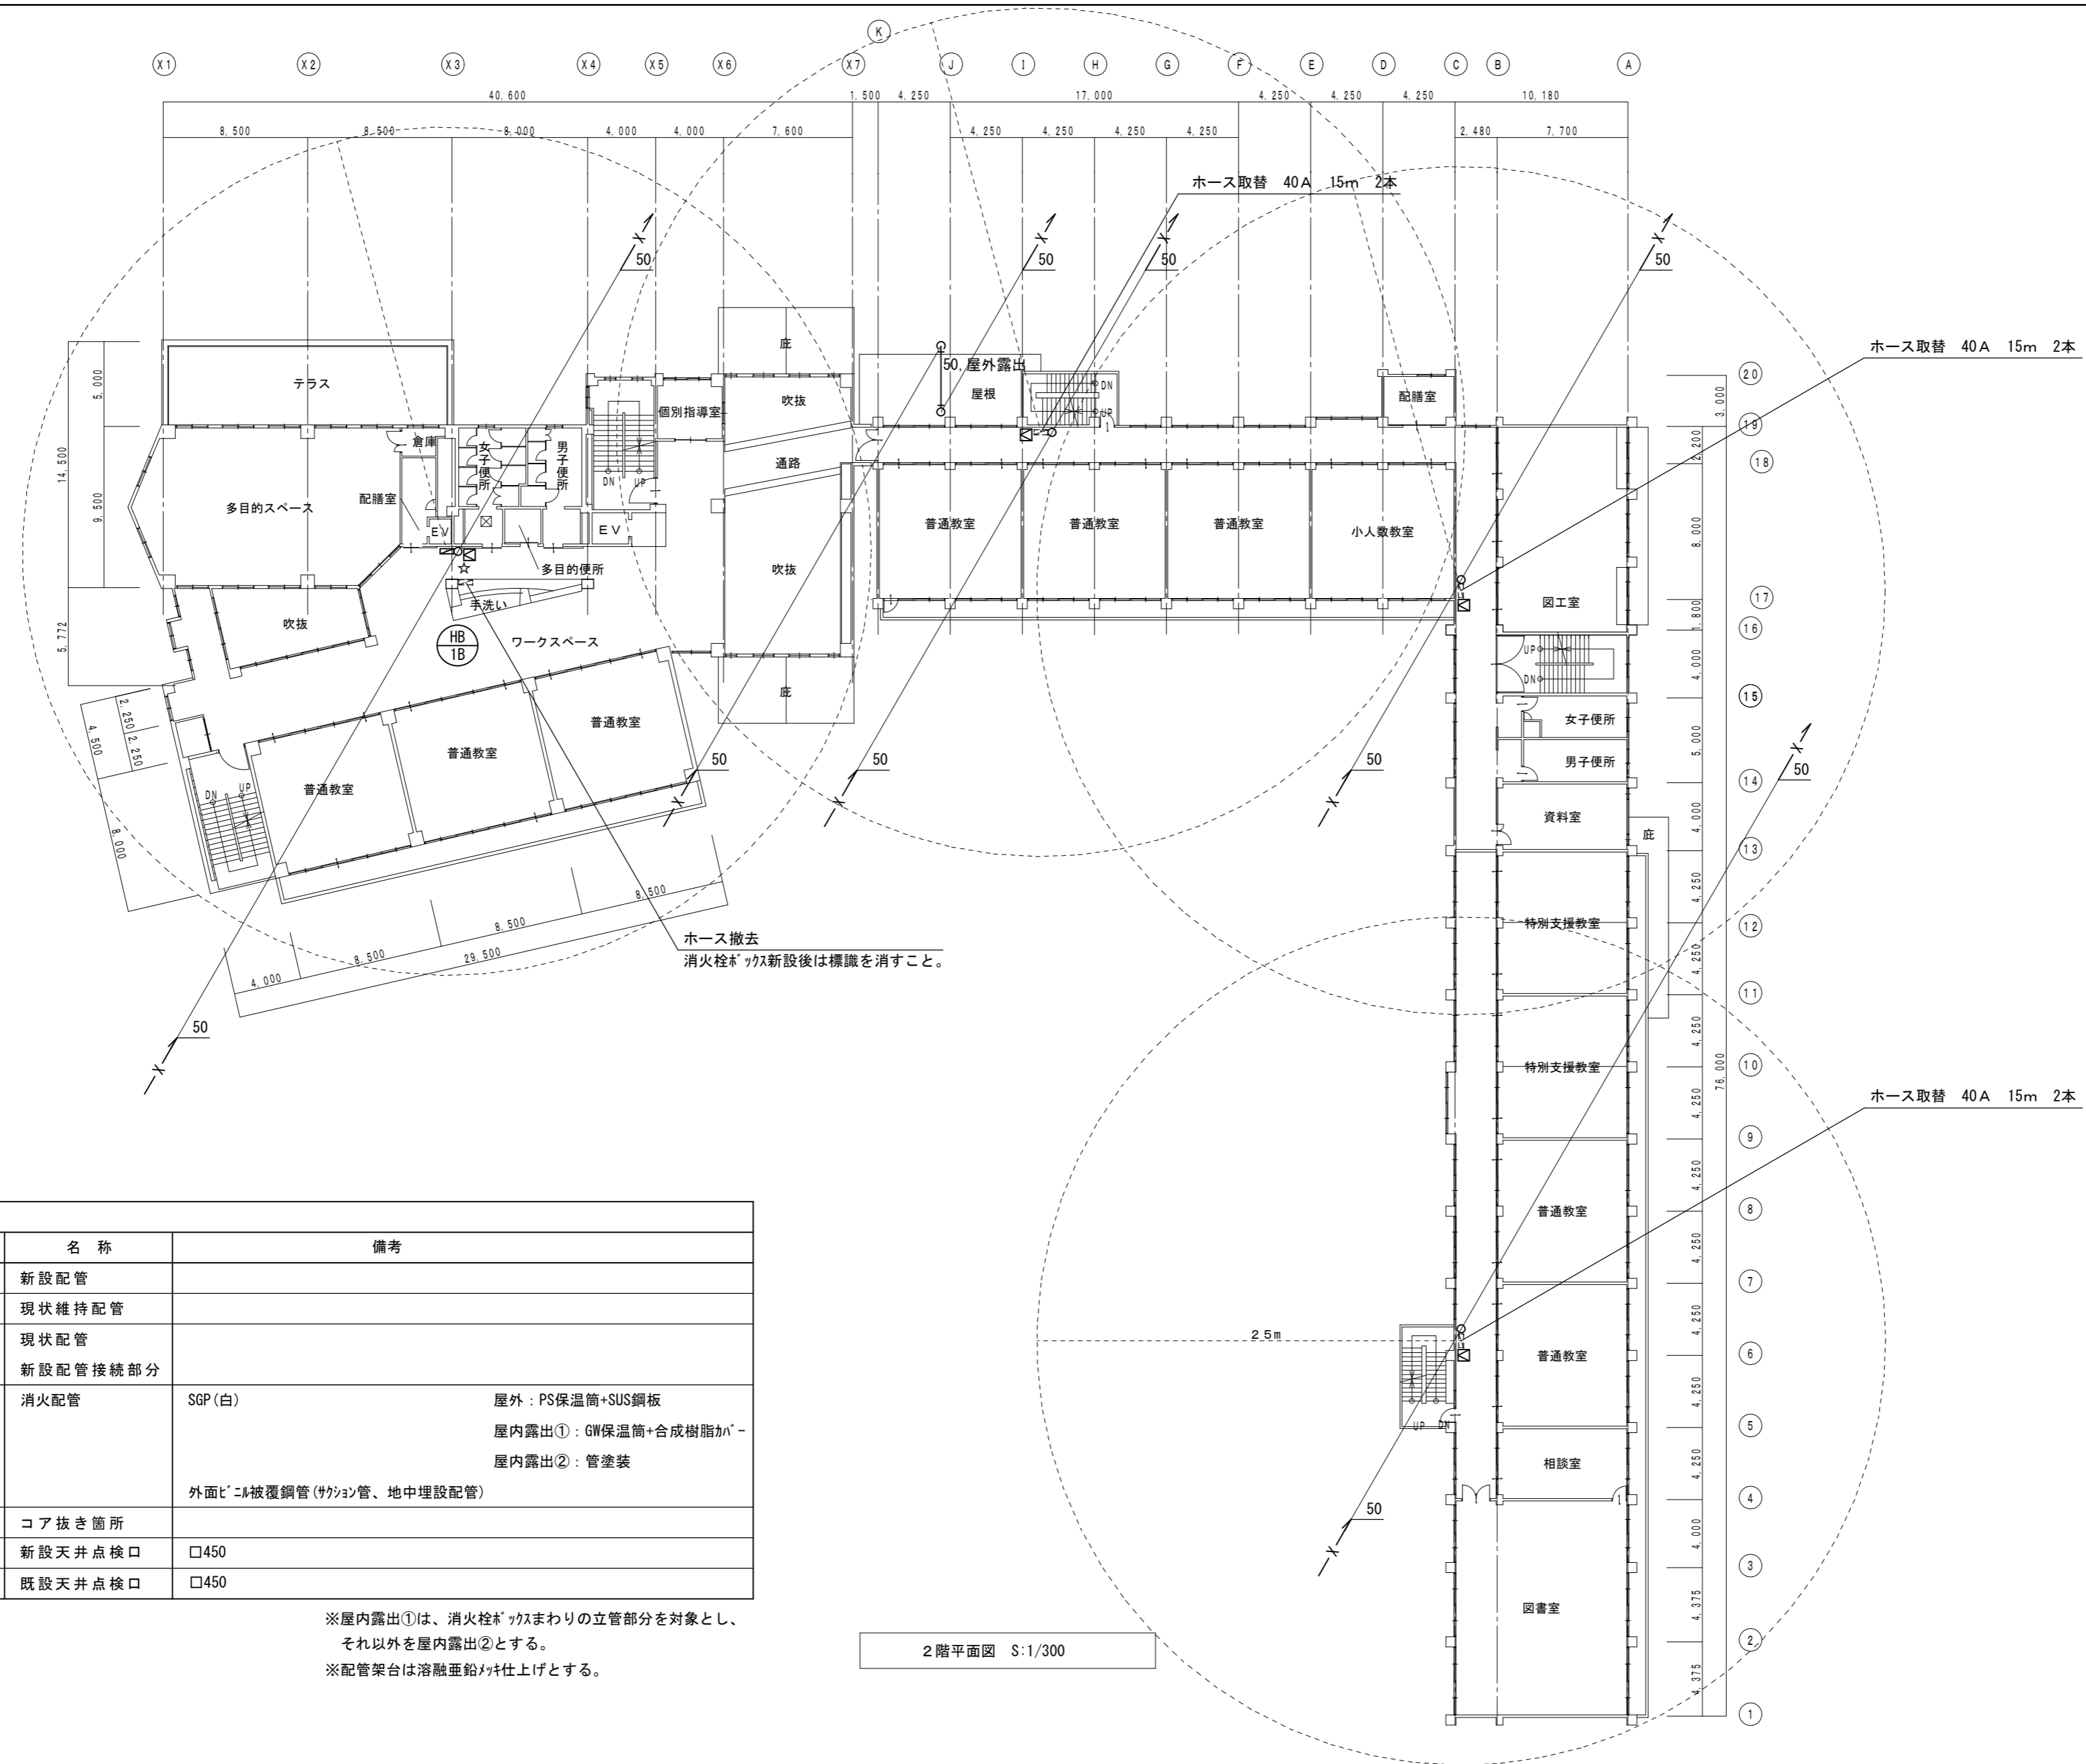 K
X1 X2 X3 X4 X5 X6 X7 J I H G F E D C B A
40,600 1,500 4,250 17,000 4,250 4,250 4,250 10,180
8,500 8,500 8,000 4,000 4,000 7,600 4,250 4,250 4,250 4,250 2,480 7,700
ホース取替 40A 15m 2本
50 50 50 50
ホース取替 40A 15m 2本
庇
50,屋外露出
テラス
個別指導室
吹抜
屋根
DN
UP
配膳室
倉庫
女子便所
男子便所
DN UP
通路
多目的スペース
配膳室
EV
EV
普通教室
普通教室
普通教室
小人数教室
多目的便所
吹抜
手洗い
図工室
吹抜
HB
1B
ワークスペース
UP
DN
庇
女子便所
男子便所
普通教室
普通教室
普通教室
DN UP
50 50 50 50
資料室
庇
5,000
14,500
9,500
5,772
2,250
2,250
4,500
8,000
8,500
8,500
8,500
4,000
29,500
ホース撤去
消火栓ボックス新設後は標識を消すこと。
50
特別支援教室
特別支援教室
ホース取替 40A 15m 2本
普通教室
25m
普通教室
UP DN
相談室
50
図書室
20
3,000
19
2,200
18
8,000
17
1,800
16
4,000
15
5,000
14
4,000
13
4,250
12
4,250
11
4,250
10
76,000
4,250
9
4,250
8
4,250
7
4,250
6
4,250
5
4,250
4
4,000
3
4,375
2
4,375
1
名称 備考
新設配管
現状維持配管
現状配管
新設配管接続部分
消火配管 SGP(白) 屋外：PS保温筒+SUS鋼板
屋内露出①：GW保温筒+合成樹脂カバー
屋内露出②：管塗装
外面ビニル被覆鋼管(サクション管、地中埋設配管)
コア抜き箇所
新設天井点検口 □450
既設天井点検口 □450
※屋内露出①は、消火栓ボックスまわりの立管部分を対象とし、
それ以外を屋内露出②とする。
※配管架台は溶融亜鉛メッキ仕上げとする。
2階平面図 S:1/300